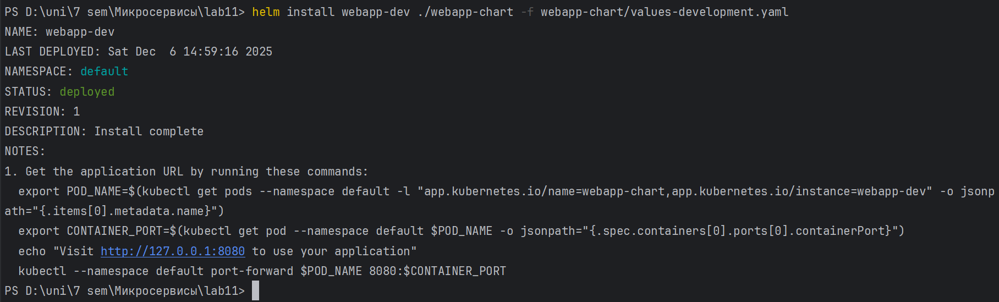 PS D:\uni\7 sem\Микросервисы\lab11> helm install webapp-dev ./webapp-chart -f webapp-chart/values-development.yaml
NAME: webapp-dev
LAST DEPLOYED: Sat Dec  6 14:59:16 2025
NAMESPACE: default
STATUS: deployed
REVISION: 1
DESCRIPTION: Install complete
NOTES:
1. Get the application URL by running these commands:
  export POD_NAME=$(kubectl get pods --namespace default -l "app.kubernetes.io/name=webapp-chart,app.kubernetes.io/instance=webapp-dev" -o jsonp
ath="{.items[0].metadata.name}")
  export CONTAINER_PORT=$(kubectl get pod --namespace default $POD_NAME -o jsonpath="{.spec.containers[0].ports[0].containerPort}")
  echo "Visit http://127.0.0.1:8080 to use your application"
  kubectl --namespace default port-forward $POD_NAME 8080:$CONTAINER_PORT
PS D:\uni\7 sem\Микросервисы\lab11>